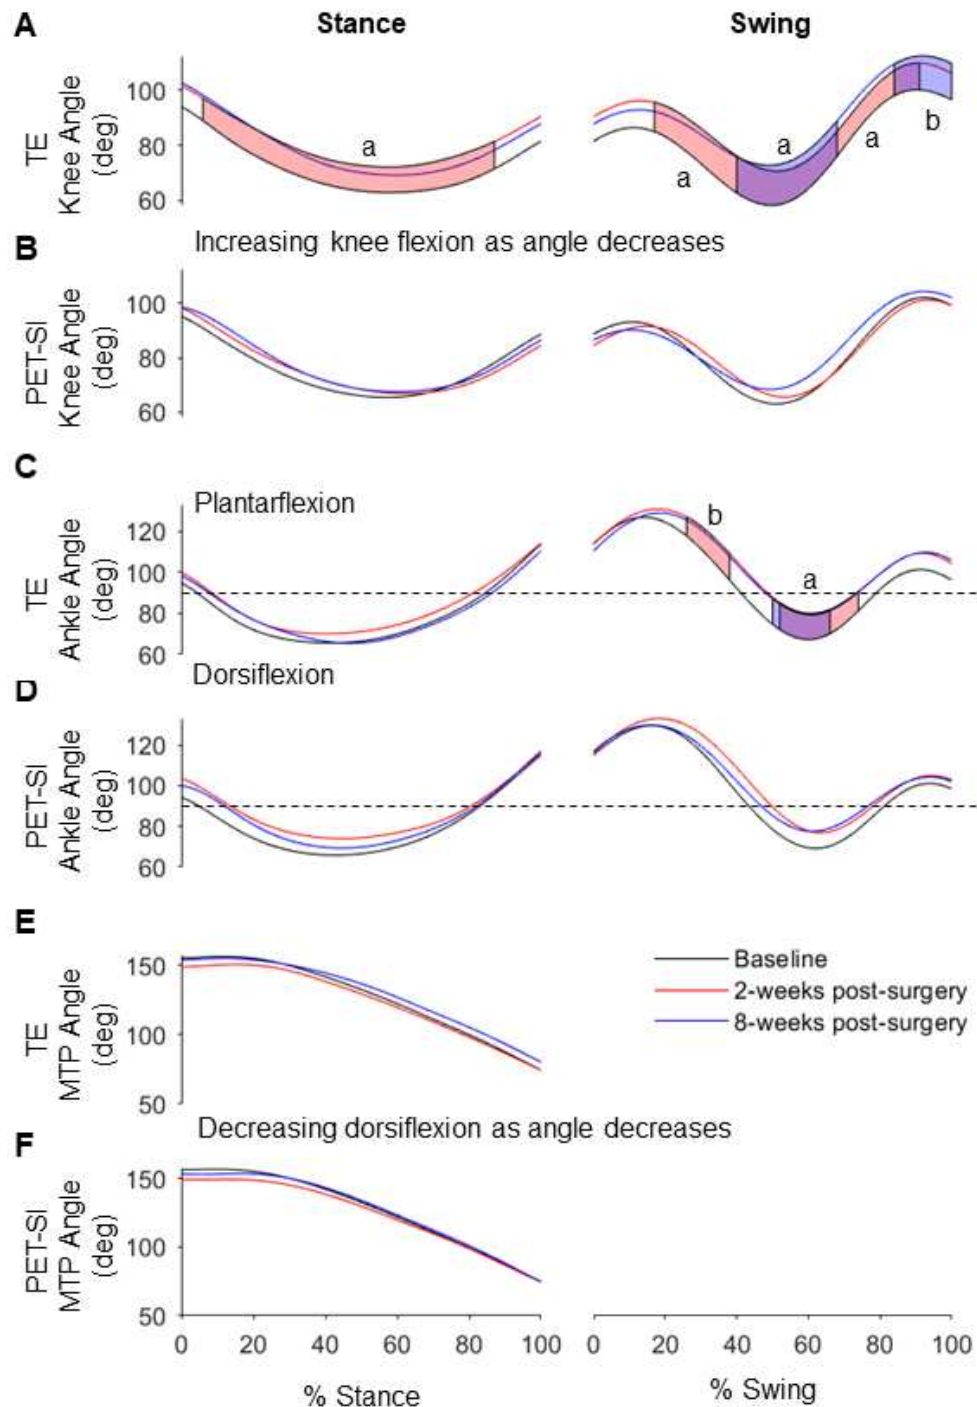 A
Stance
Swing
TE
Knee Angle
(deg)
100
80
60
a
a
a
a
b
B
Increasing knee flexion as angle decreases
PET-SI
Knee Angle
(deg)
100
80
60
C
Plantarflexion
TE
Ankle Angle
(deg)
120
100
80
60
b
a
D
Dorsiflexion
PET-SI
Ankle Angle
(deg)
120
100
80
60
E
TE
MTP Angle
(deg)
150
100
50
Baseline
2-weeks post-surgery
8-weeks post-surgery
F
Decreasing dorsiflexion as angle decreases
PET-SI
MTP Angle
(deg)
150
100
50
0 20 40 60 80 100
0 20 40 60 80 100
% Stance
% Swing